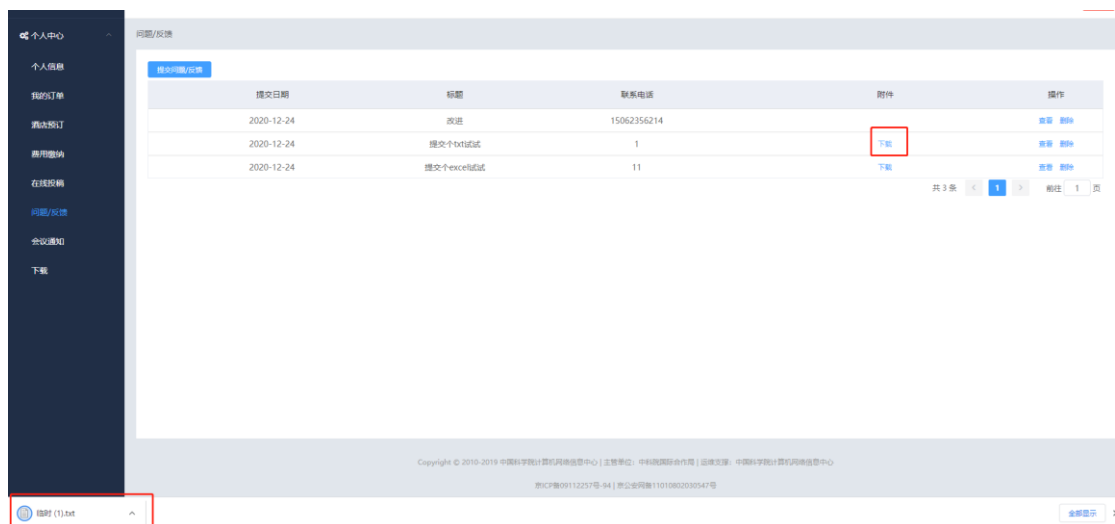 个人中心
问题/反馈
个人信息
提交问题/反馈
我的订单
提交日期 标题 联系电话 附件 操作
酒店预订
2020-12-24 改进 15062356214 查看 删除
2020-12-24 提交个txt试试 1 下载 查看 删除
费用缴纳
2020-12-24 提交个excel试试 11 下载 查看 删除
在线投稿
共 3 条 < 1 > 前往 1 页
问题/反馈
会议通知
下载
Copyright © 2010-2019 中国科学院计算机网络信息中心 | 主管单位：中科院国际合作局 | 运维支撑：中国科学院计算机网络信息中心
京ICP备09112257号-94 | 京公安网备11010802030547号
临时 (1).txt
全部显示